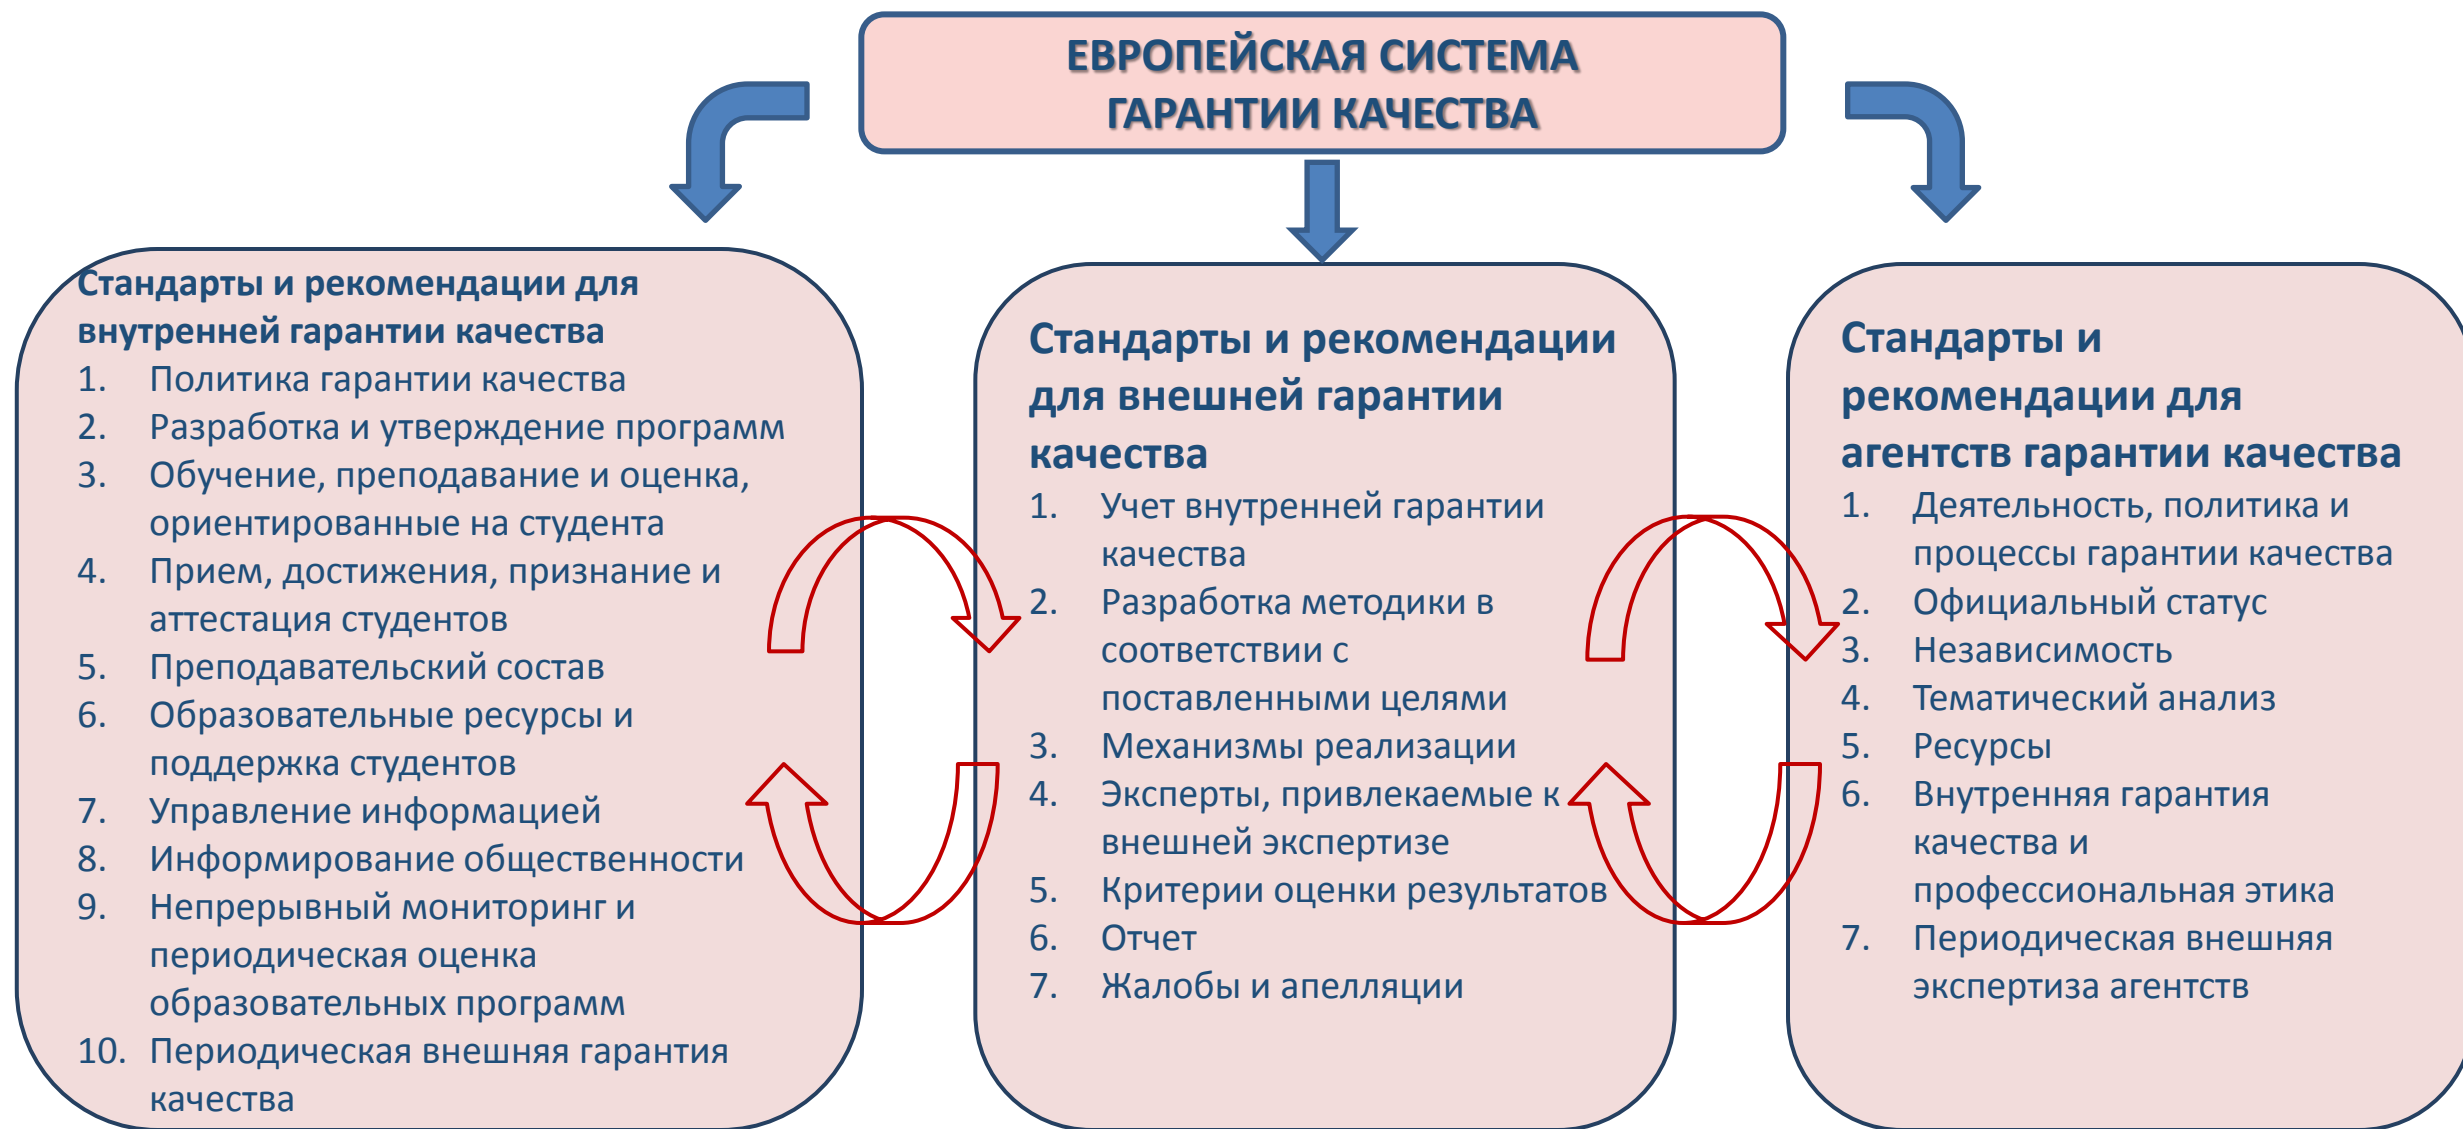 ЕВРОПЕЙСКАЯ СИСТЕМА
ГАРАНТИИ КАЧЕСТВА
Стандарты и рекомендации для
внутренней гарантии качества
1. Политика гарантии качества
2. Разработка и утверждение программ
3. Обучение, преподавание и оценка,
ориентированные на студента
4. Прием, достижения, признание и
аттестация студентов
5. Преподавательский состав
6. Образовательные ресурсы и
поддержка студентов
7. Управление информацией
8. Информирование общественности
9. Непрерывный мониторинг и
периодическая оценка
образовательных программ
10. Периодическая внешняя гарантия
качества
Стандарты и рекомендации
для внешней гарантии
качества
1. Учет внутренней гарантии
качества
2. Разработка методики в
соответствии с
поставленными целями
3. Механизмы реализации
4. Эксперты, привлекаемые к
внешней экспертизе
5. Критерии оценки результатов
6. Отчет
7. Жалобы и апелляции
Стандарты и
рекомендации для
агентств гарантии качества
1. Деятельность, политика и
процессы гарантии качества
2. Официальный статус
3. Независимость
4. Тематический анализ
5. Ресурсы
6. Внутренняя гарантия
качества и
профессиональная этика
7. Периодическая внешняя
экспертиза агентств